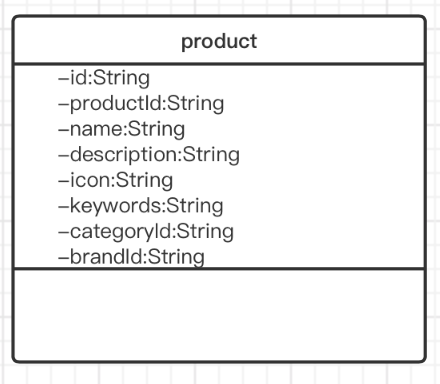 product
–id:String
–productId:String
–name:String
–description:String
–icon:String
–keywords:String
–categoryId:String
–brandId:String